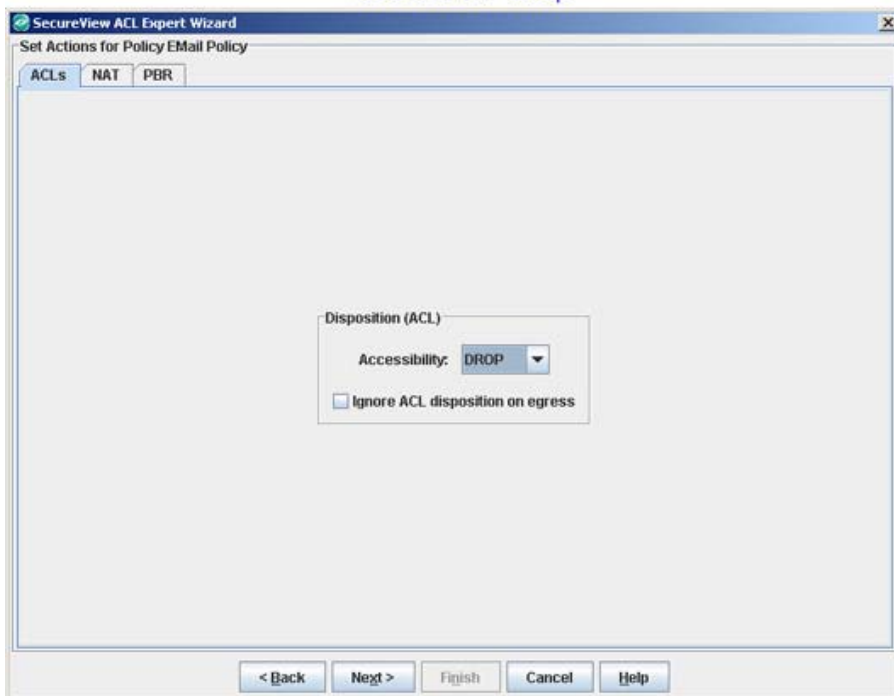 SecureView ACL Expert Wizard
Set Actions for Policy EMail Policy
ACLs NAT PBR
Disposition (ACL)
Accessibility: DROP
Ignore ACL disposition on egress
< Back Next > Finish Cancel Help